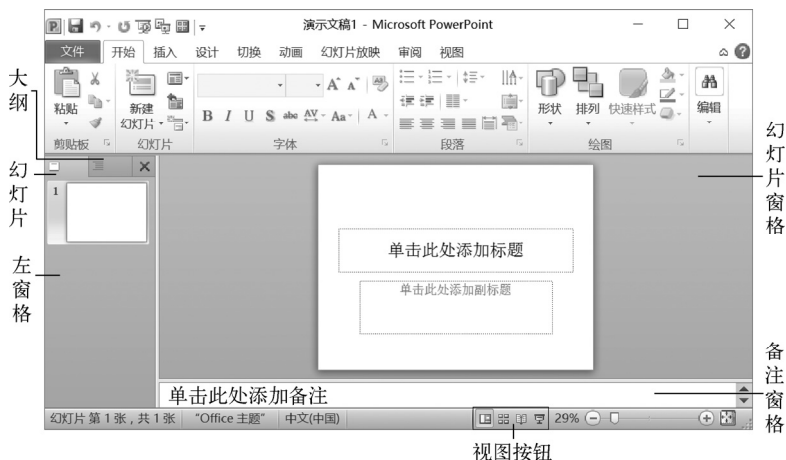 演示文稿1 - Microsoft PowerPoint
文件 开始 插入 设计 切换 动画 幻灯片放映 审阅 视图
粘贴 新建 形状 排列 快速样式 编辑
幻灯片
B I U S abc AV Aa A
剪贴板 幻灯片 字体 段落 绘图
大纲
幻灯片
左窗格
1
单击此处添加标题
单击此处添加副标题
幻灯片窗格
单击此处添加备注
备注窗格
幻灯片 第 1 张，共 1 张 "Office 主题" 中文(中国) 29%
视图按钮